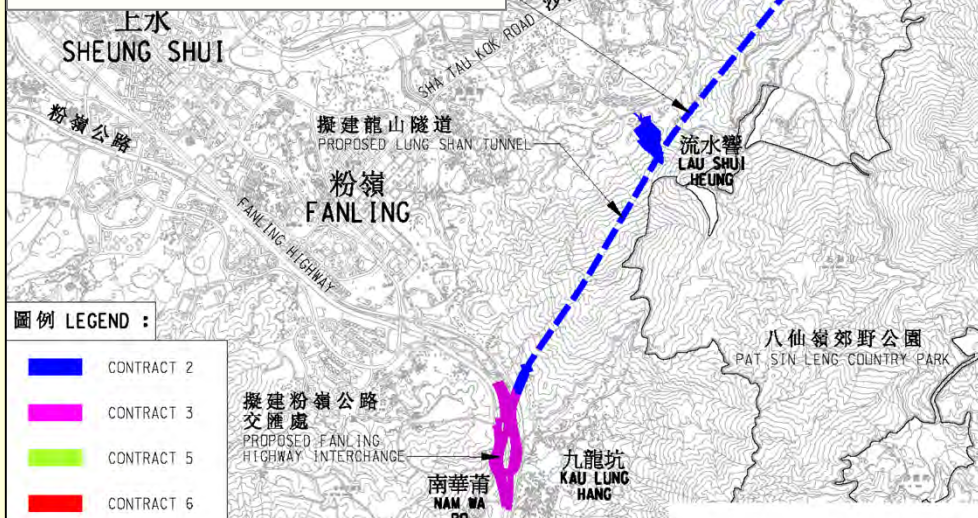 上水
SHEUNG SHUI
SHA TAU KOK ROAD
粉嶺公路
擬建龍山隧道
PROPOSED LUNG SHAN TUNNEL
流水響
LAU SHUI
HEUNG
粉嶺
FANLING
FANLING HIGHWAY
圖例 LEGEND :
CONTRACT 2
CONTRACT 3
CONTRACT 5
CONTRACT 6
八仙嶺郊野公園
PAT SIN LENG COUNTRY PARK
擬建粉嶺公路
交匯處
PROPOSED FANLING
HIGHWAY INTERCHANGE
九龍坑
KAU LUNG
HANG
南華莆
NAM WA
PO